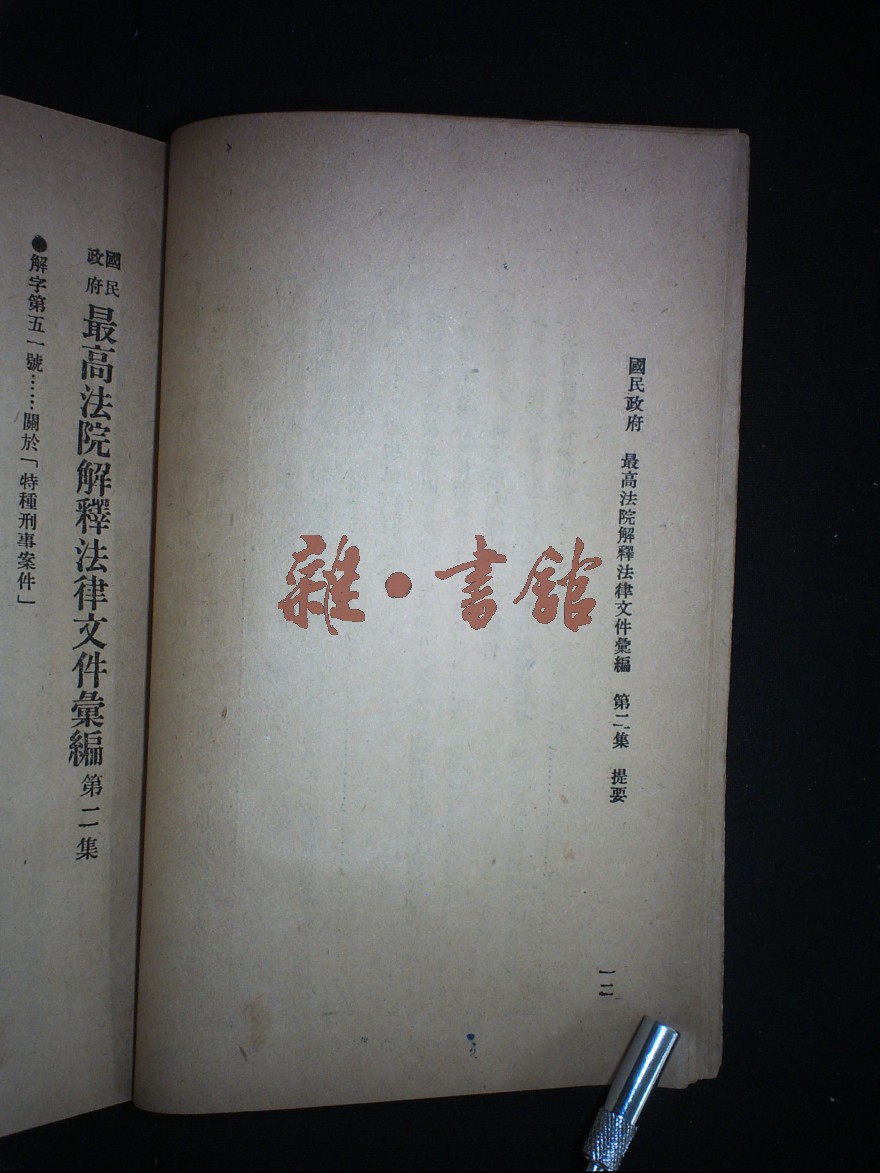 國民政府　最高法院解釋法律文件彙編　第二集　提要
一二
雜·書館
國民政府最高法院解釋法律文件彙編第二集
●解字第五一號……關於「特種刑事案件」